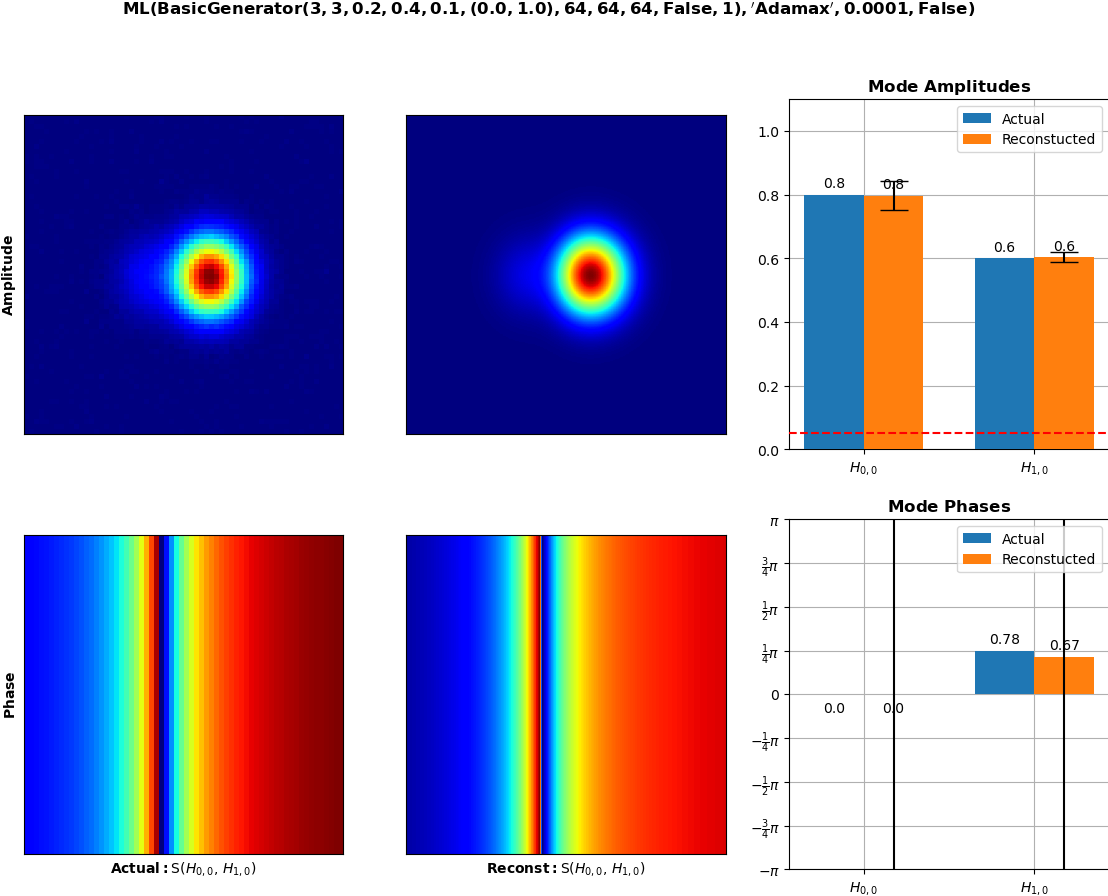 ML(BasicGenerator(3, 3, 0.2, 0.4, 0.1, (0.0, 1.0), 64, 64, 64, False, 1), 'Adamax', 0.0001, False)
Amplitude
Mode Amplitudes
Actual
Reconstucted
1.0
0.8
0.6
0.4
0.2
0.0
0.8
0.8
0.6
0.6
H0, 0
H1, 0
Phase
Actual: S(H0, 0, H1, 0)
Reconst: S(H0, 0, H1, 0)
Mode Phases
Actual
Reconstucted
π
3/4π
1/2π
1/4π
0
−1/4π
−1/2π
−3/4π
−π
0.0
0.0
0.78
0.67
H0, 0
H1, 0